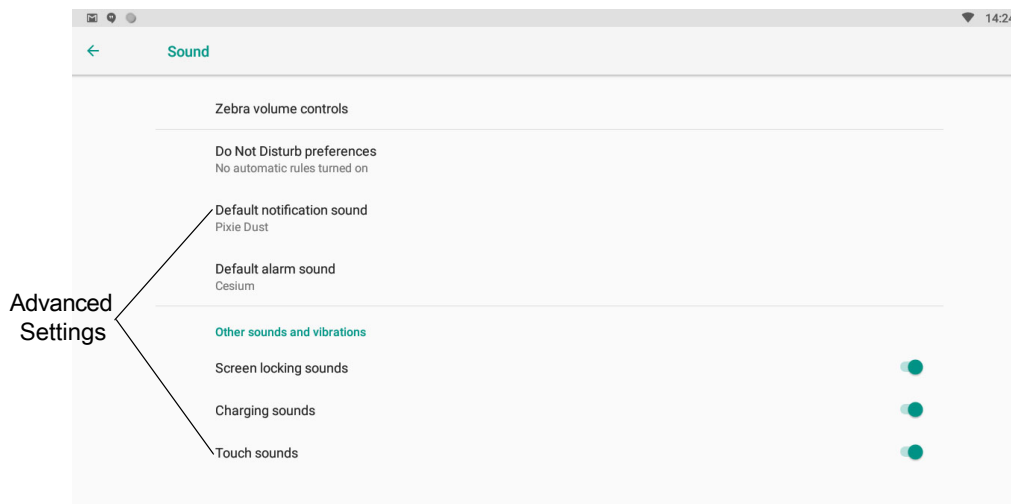 14:24
Sound
Zebra volume controls
Do Not Disturb preferences
No automatic rules turned on
Default notification sound
Pixie Dust
Default alarm sound
Cesium
Advanced
Settings
Other sounds and vibrations
Screen locking sounds
Charging sounds
Touch sounds